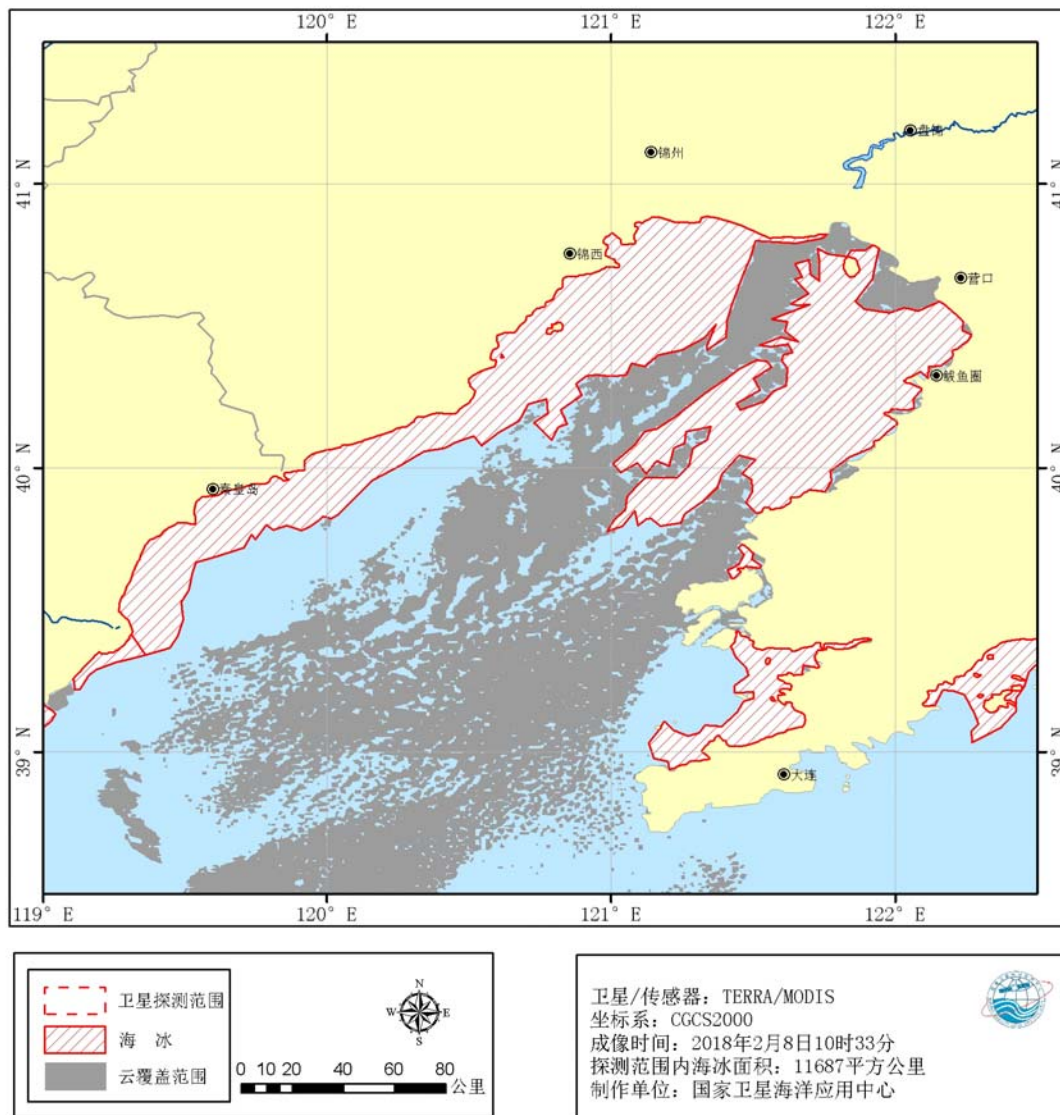 120° E
121° E
122° E
盘锦
锦州
41° N
41° N
锦西
营口
鲅鱼圈
40° N
40° N
秦皇岛
39° N
39° N
大连
119° E
120° E
121° E
122° E
卫星探测范围
海 冰
云覆盖范围
N
W
E
S
0 10 20 40 60 80
公里
卫星/传感器：TERRA/MODIS
坐标系：CGCS2000
成像时间：2018年2月8日10时33分
探测范围内海冰面积：11687平方公里
制作单位：国家卫星海洋应用中心